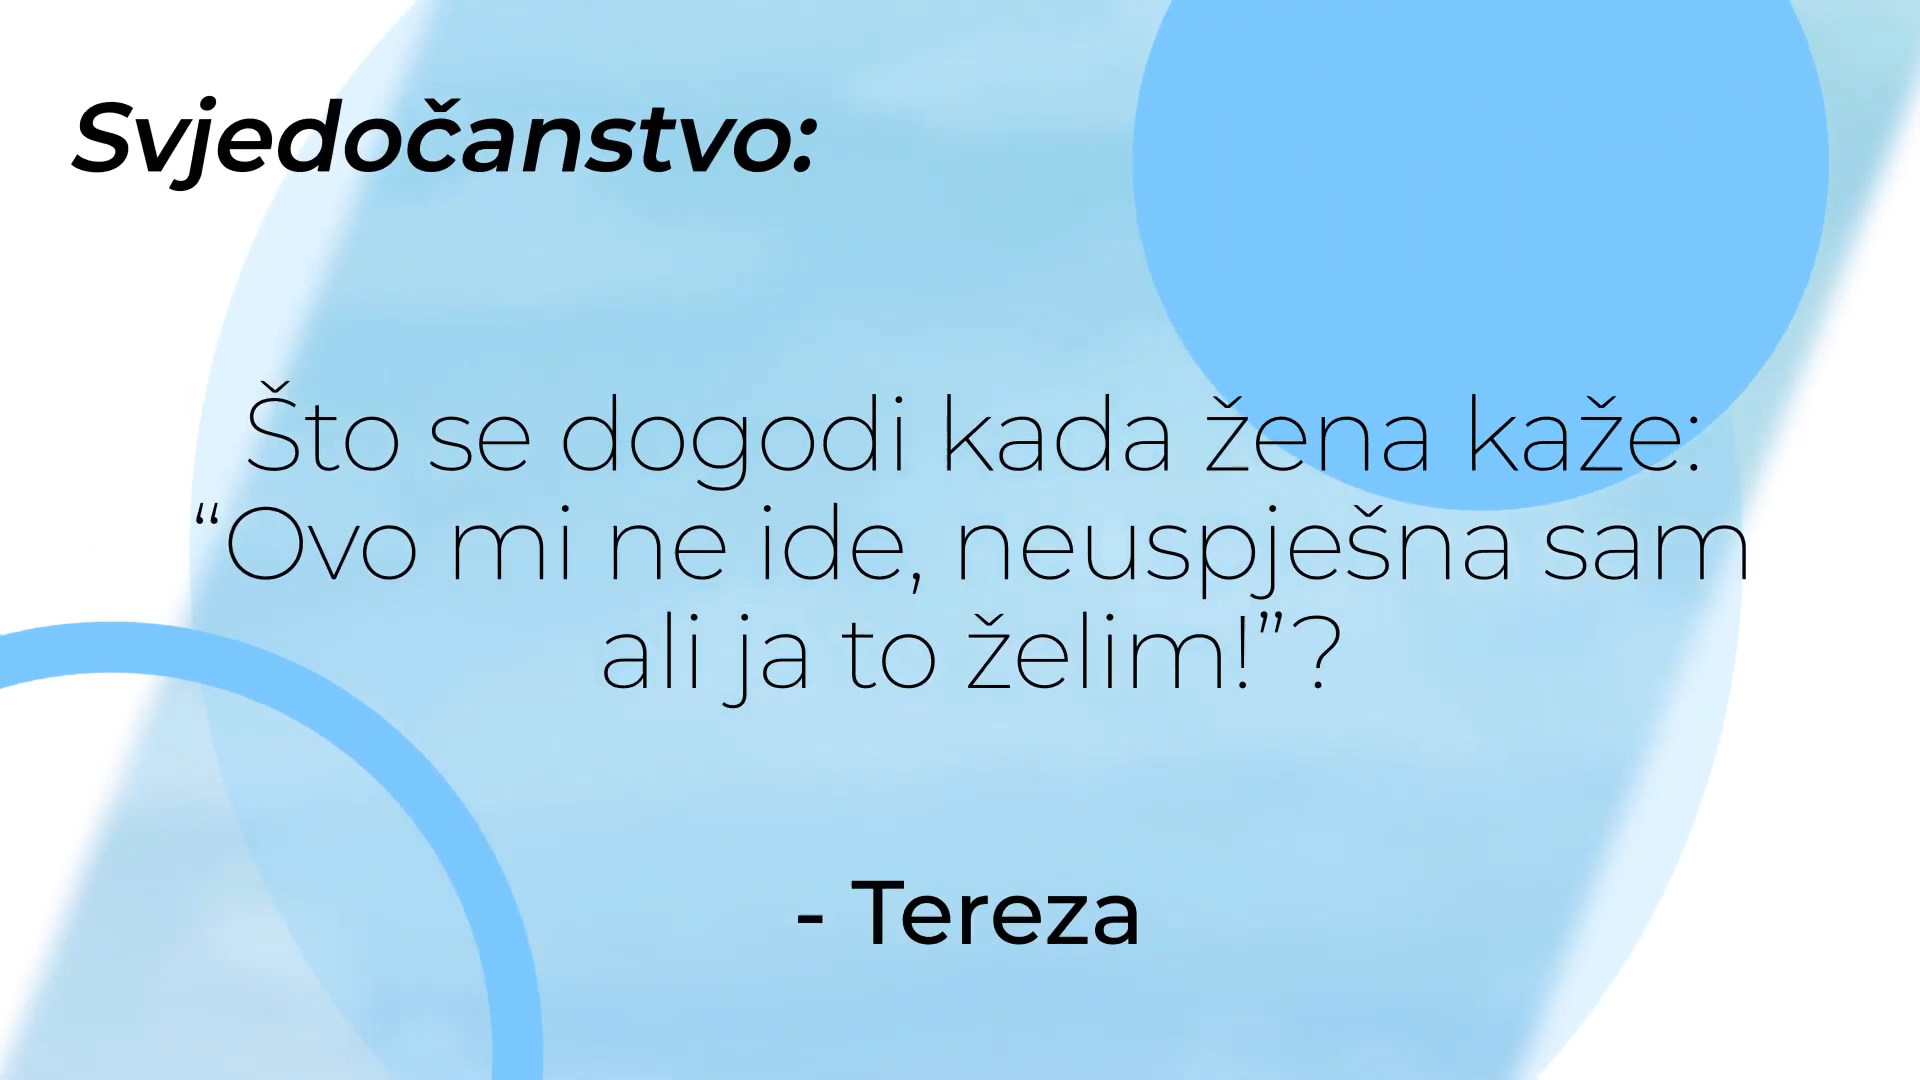 Svjedočanstvo:
Što se dogodi kada žena kaže:
“Ovo mi ne ide, neuspješna sam
ali ja to želim!”?
- Tereza